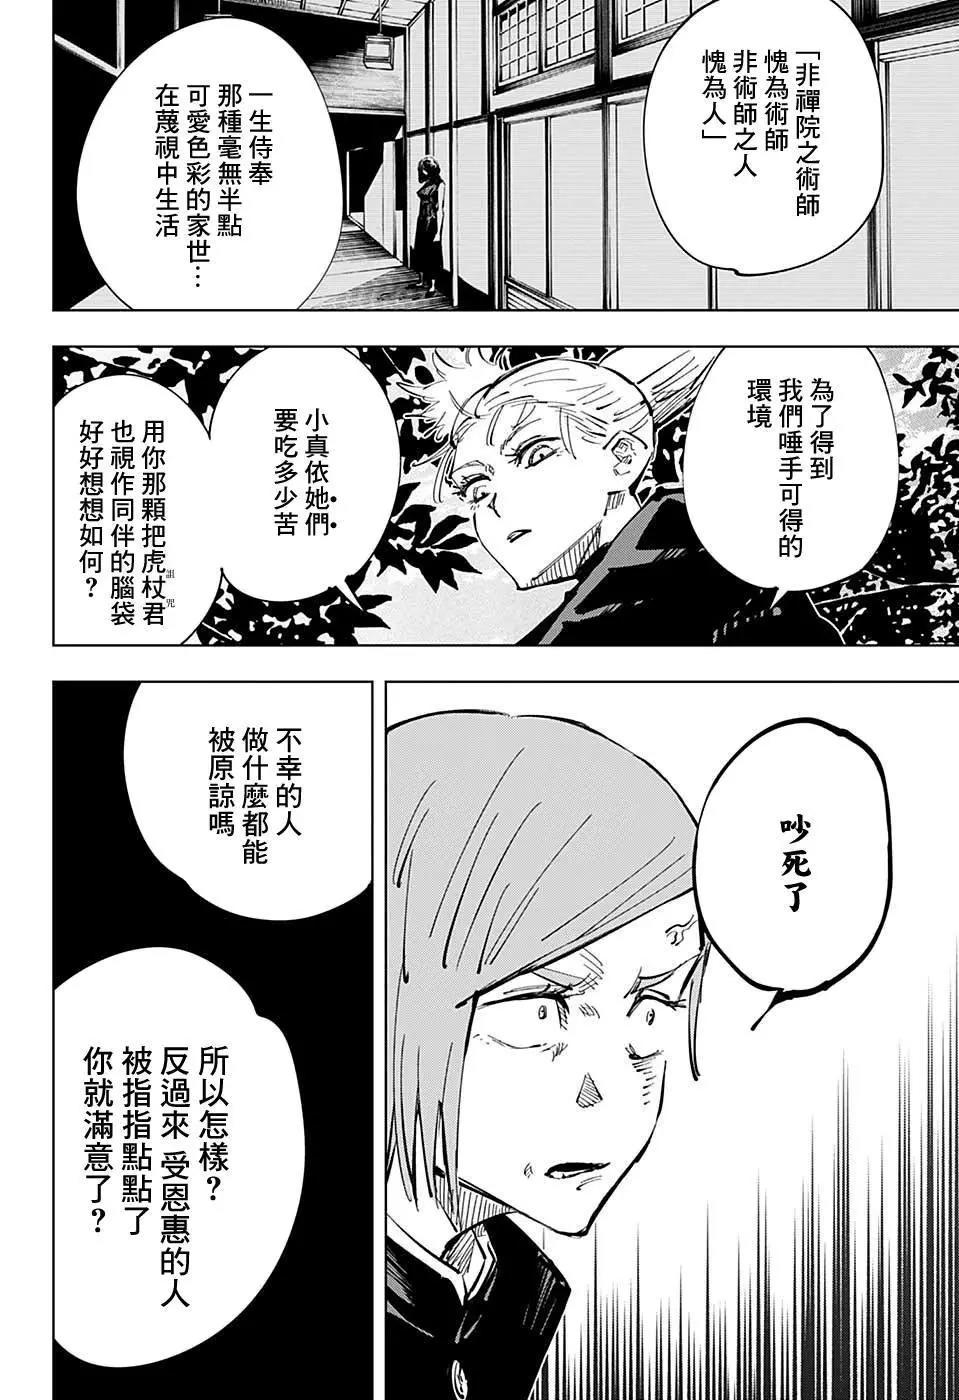 「非禪院之術師
愧為術師
非術師之人
愧為人」
一生侍奉
那種毫無半點
可愛色彩的家世…
在蔑視中生活
為了得到
我們唾手可得的
環境
小真依她們
要吃多少苦
用你那顆把虎杖君
詛咒
也視作同伴的腦袋
好好想想如何?
吵死了
不幸的人
做什麼都能
被原諒嗎
所以怎樣?
反過來 受恩惠的人
被指指點點了
你就滿意了?